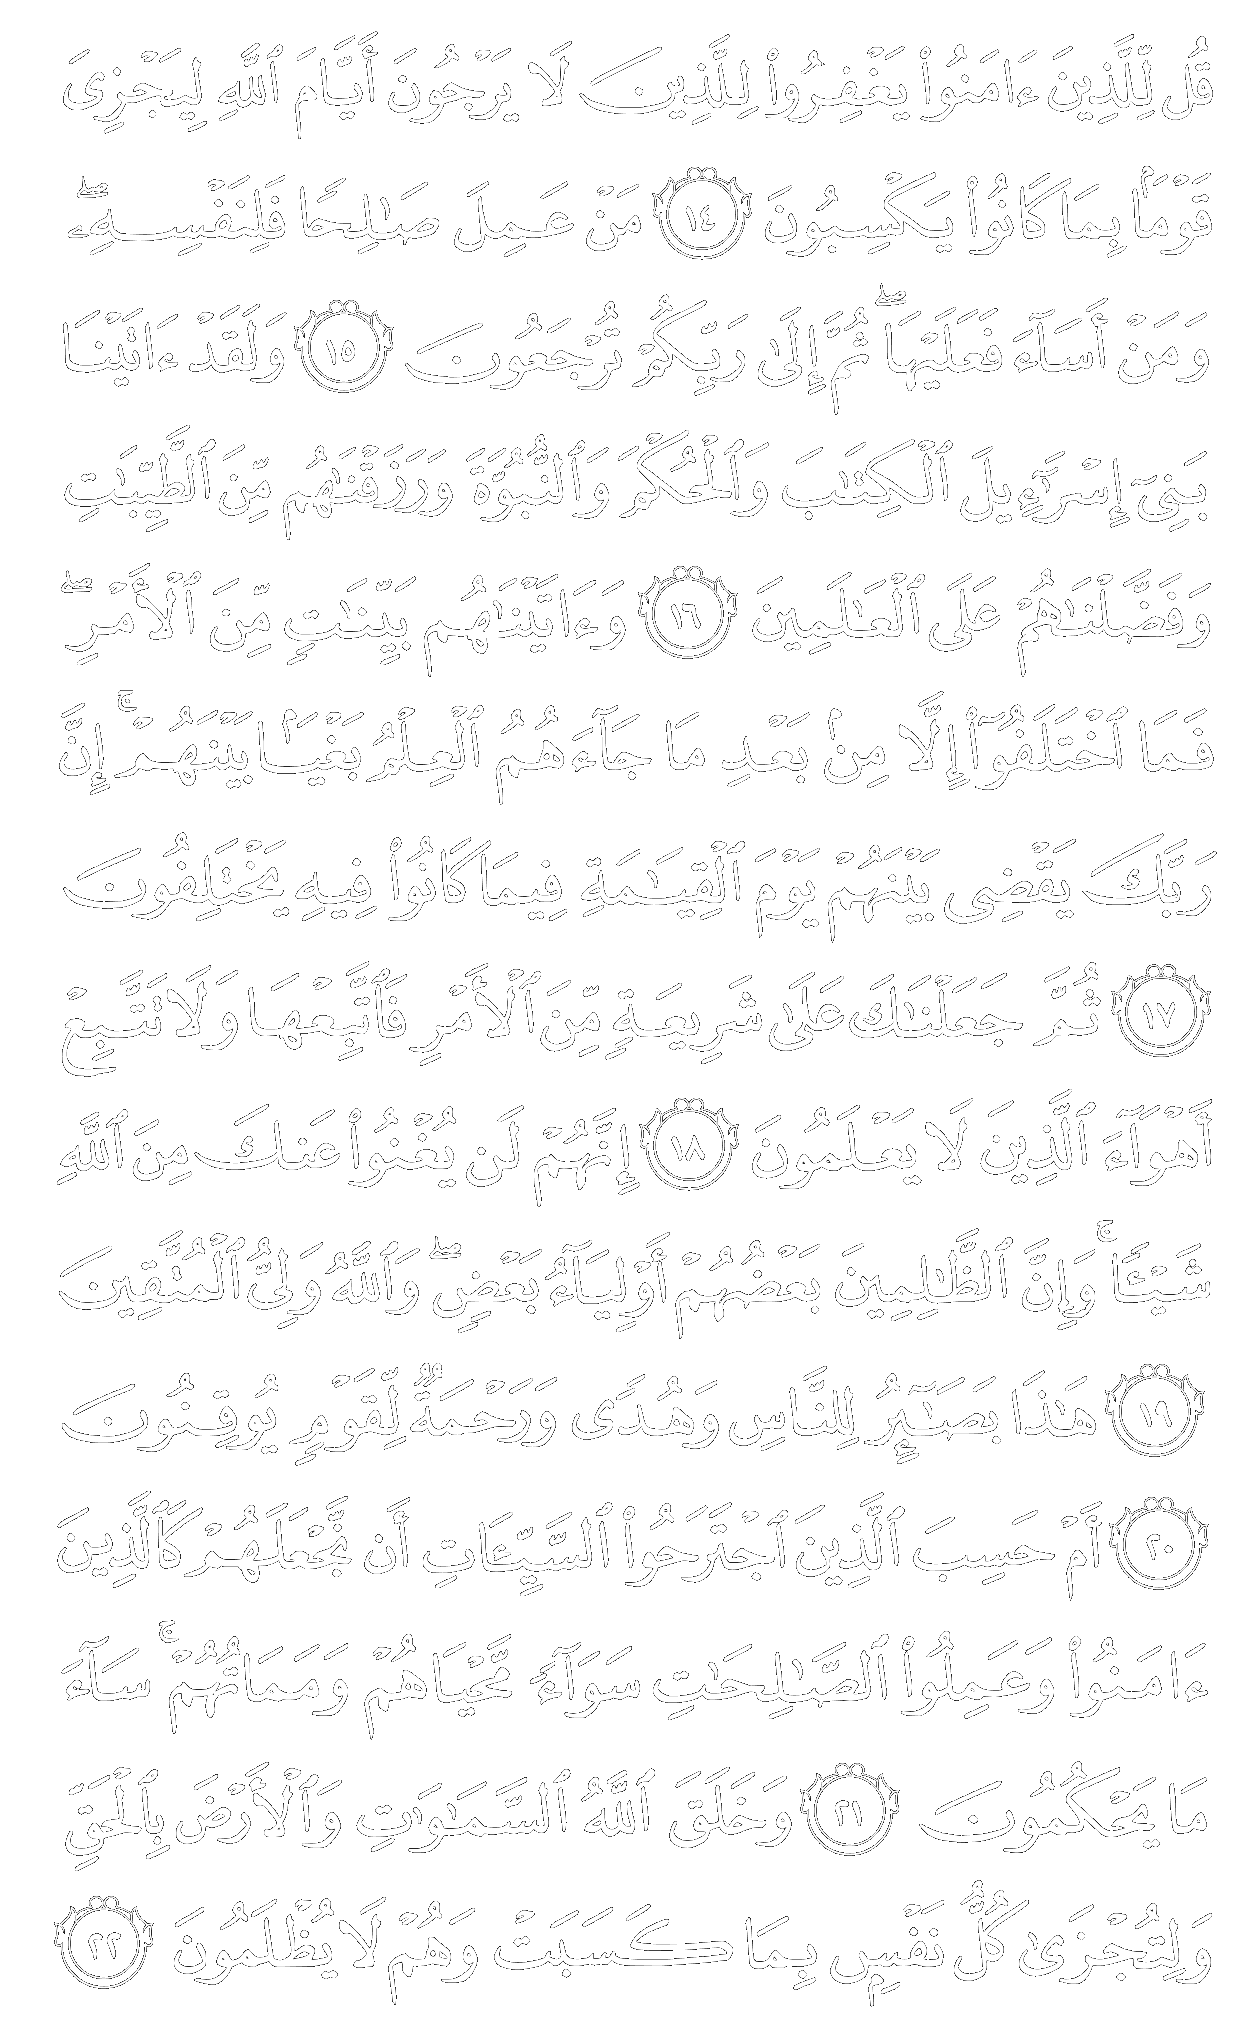 قُل لِّلَّذِينَ ءَامَنُوا۟ يَغْفِرُوا۟ لِلَّذِينَ لَا يَرْجُونَ أَيَّامَ ٱللَّهِ لِيَجْزِىَ
قَوْمًۢا بِمَا كَانُوا۟ يَكْسِبُونَ ١٤ مَنْ عَمِلَ صَـٰلِحًا فَلِنَفْسِهِۦ ۖ
وَمَنْ أَسَآءَ فَعَلَيْهَا ۖ ثُمَّ إِلَىٰ رَبِّكُمْ تُرْجَعُونَ ١٥ وَلَقَدْ ءَاتَيْنَا
بَنِىٓ إِسْرَٰٓءِيلَ ٱلْكِتَـٰبَ وَٱلْحُكْمَ وَٱلنُّبُوَّةَ وَرَزَقْنَـٰهُم مِّنَ ٱلطَّيِّبَـٰتِ
وَفَضَّلْنَـٰهُمْ عَلَى ٱلْعَـٰلَمِينَ ١٦ وَءَاتَيْنَـٰهُم بَيِّنَـٰتٍ مِّنَ ٱلْأَمْرِ ۖ
فَمَا ٱخْتَلَفُوٓا۟ إِلَّا مِنۢ بَعْدِ مَا جَآءَهُمُ ٱلْعِلْمُ بَغْيًۢا بَيْنَهُمْ ۚ إِنَّ
رَبَّكَ يَقْضِى بَيْنَهُمْ يَوْمَ ٱلْقِيَـٰمَةِ فِيمَا كَانُوا۟ فِيهِ يَخْتَلِفُونَ
١٧ ثُمَّ جَعَلْنَـٰكَ عَلَىٰ شَرِيعَةٍ مِّنَ ٱلْأَمْرِ فَٱتَّبِعْهَا وَلَا تَتَّبِعْ
أَهْوَآءَ ٱلَّذِينَ لَا يَعْلَمُونَ ١٨ إِنَّهُمْ لَن يُغْنُوا۟ عَنكَ مِنَ ٱللَّهِ
شَيْـًٔا ۚ وَإِنَّ ٱلظَّـٰلِمِينَ بَعْضُهُمْ أَوْلِيَآءُ بَعْضٍ ۖ وَٱللَّهُ وَلِىُّ ٱلْمُتَّقِينَ
١٩ هَـٰذَا بَصَـٰٓئِرُ لِلنَّاسِ وَهُدًى وَرَحْمَةٌ لِّقَوْمٍ يُوقِنُونَ
٢٠ أَمْ حَسِبَ ٱلَّذِينَ ٱجْتَرَحُوا۟ ٱلسَّيِّـَٔاتِ أَن نَّجْعَلَهُمْ كَٱلَّذِينَ
ءَامَنُوا۟ وَعَمِلُوا۟ ٱلصَّـٰلِحَـٰتِ سَوَآءً مَّحْيَاهُمْ وَمَمَاتُهُمْ ۚ سَآءَ
مَا يَحْكُمُونَ ٢١ وَخَلَقَ ٱللَّهُ ٱلسَّمَـٰوَٰتِ وَٱلْأَرْضَ بِٱلْحَقِّ
وَلِتُجْزَىٰ كُلُّ نَفْسٍۭ بِمَا كَسَبَتْ وَهُمْ لَا يُظْلَمُونَ ٢٢